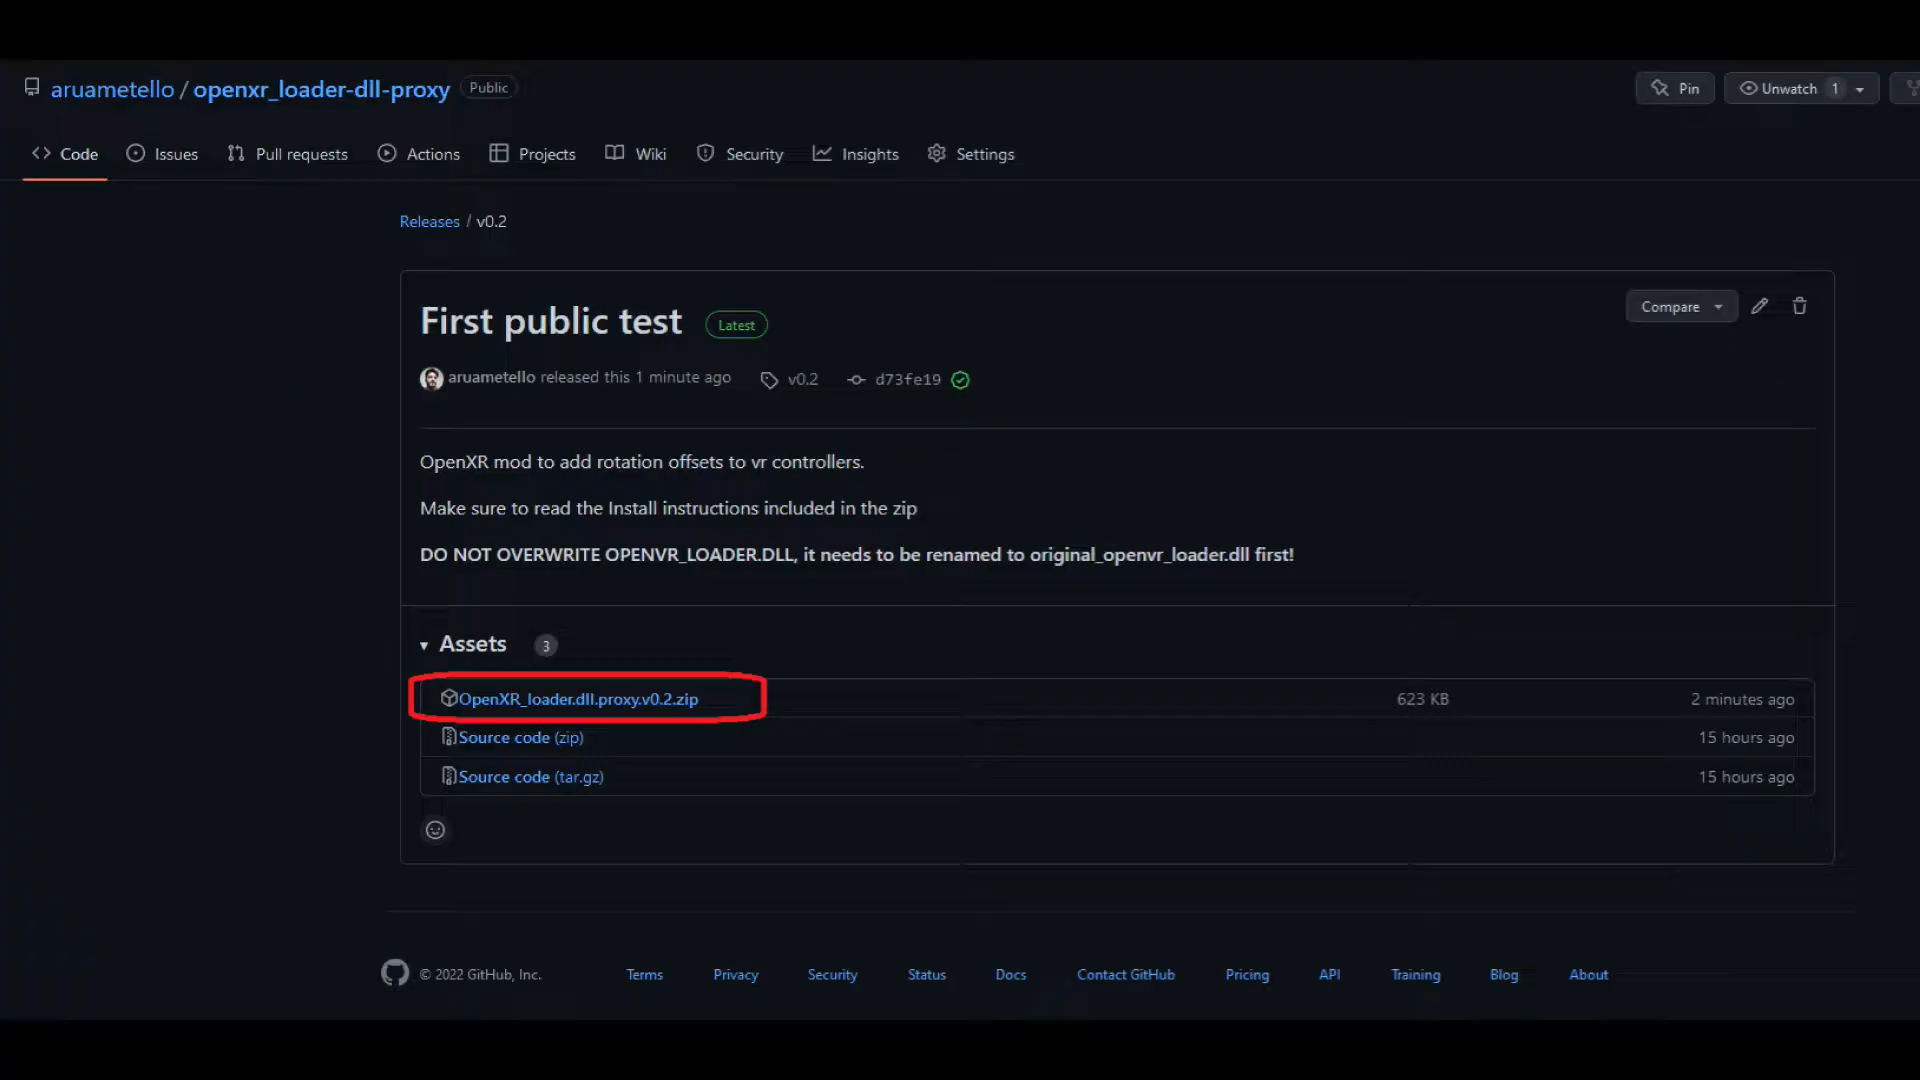 aruametello / openxr_loader-dll-proxy Public
Pin
Unwatch 1
Code Issues Pull requests Actions Projects Wiki Security Insights Settings
Releases / v0.2
First public test Latest
Compare
aruametello released this 1 minute ago v0.2 d73fe19
OpenXR mod to add rotation offsets to vr controllers.
Make sure to read the Install instructions included in the zip
DO NOT OVERWRITE OPENVR_LOADER.DLL, it needs to be renamed to original_openvr_loader.dll first!
Assets 3
OpenXR_loader.dll.proxy.v0.2.zip 623 KB 2 minutes ago
Source code (zip) 15 hours ago
Source code (tar.gz) 15 hours ago
© 2022 GitHub, Inc. Terms Privacy Security Status Docs Contact GitHub Pricing API Training Blog About